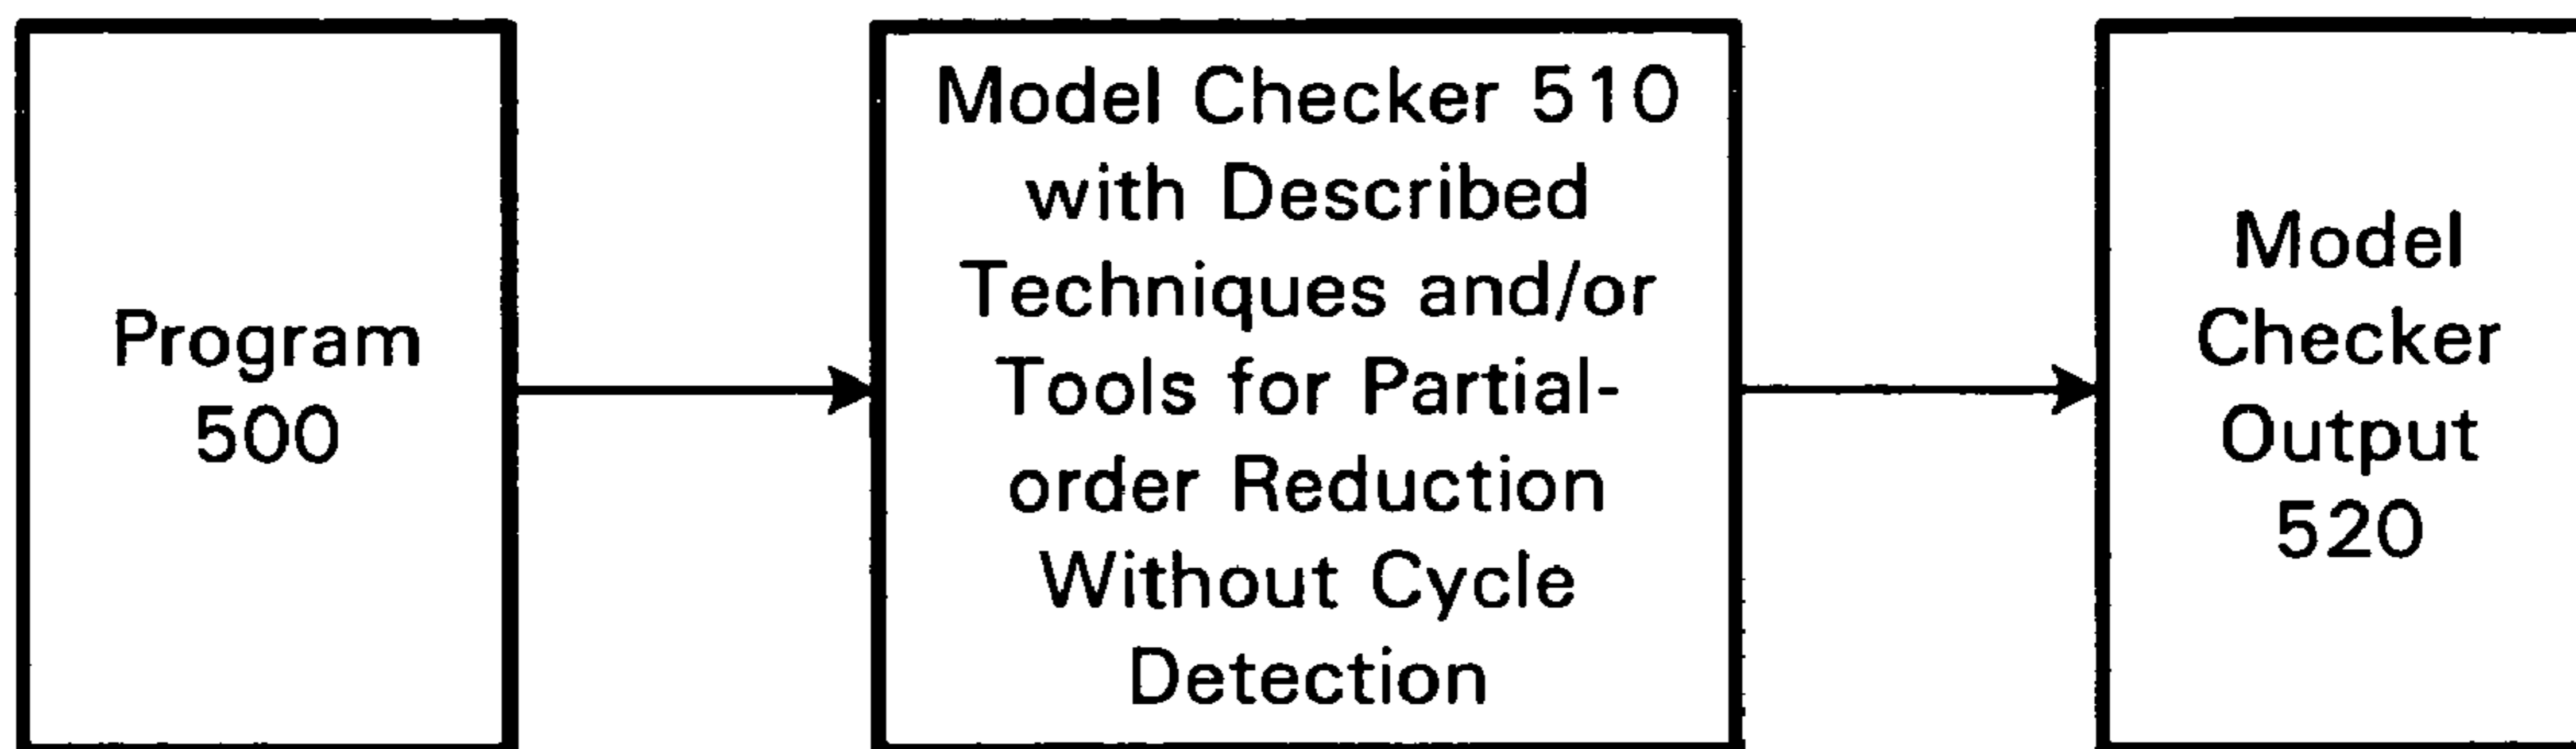 Program
500
Model Checker 510
with Described
Techniques and/or
Tools for Partial-
order Reduction
Without Cycle
Detection
Model
Checker
Output
520